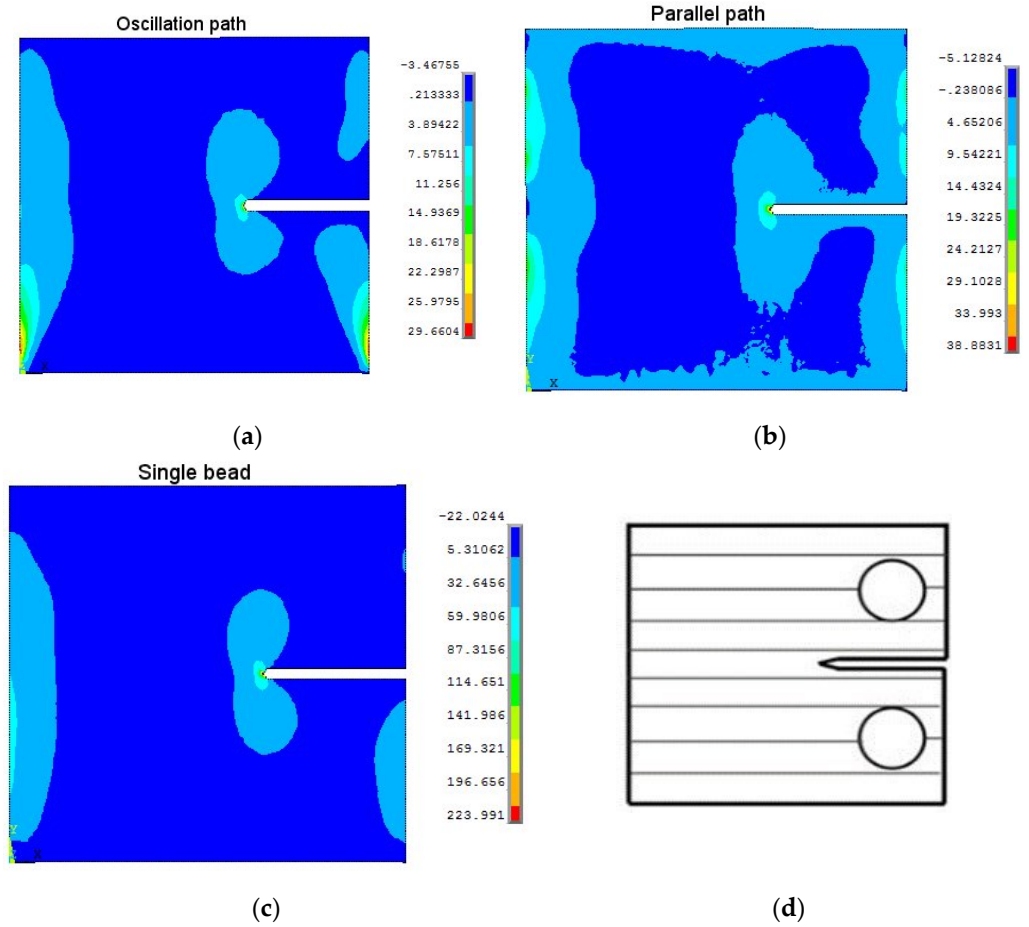 Oscillation path
-3.46755
.213333
3.89422
7.57511
11.256
14.9369
18.6178
22.2987
25.9795
29.6604
X
(a)
Parallel path
-5.12824
-.238086
4.65206
9.54221
14.4324
19.3225
24.2127
29.1028
33.993
38.8831
Y
X
(b)
Single bead
-22.0244
5.31062
32.6456
59.9806
87.3156
114.651
141.986
169.321
196.656
223.991
Y
X
(c)
(d)